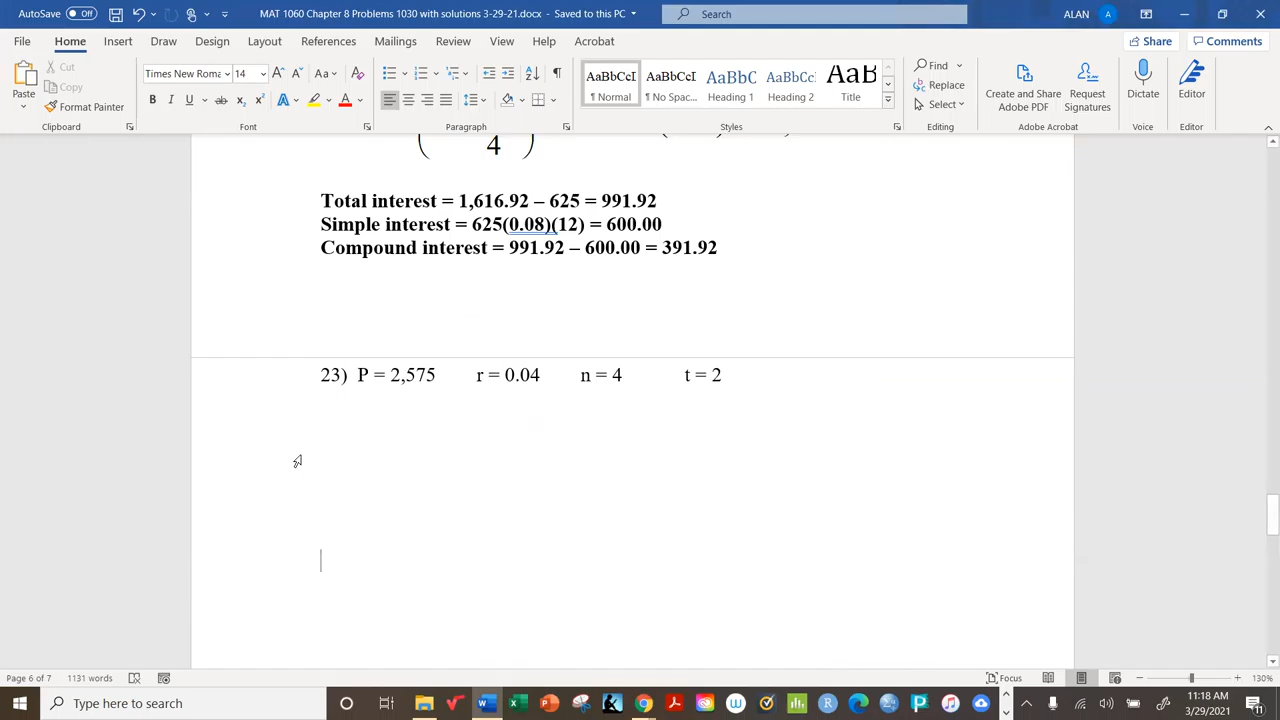 AutoSave Off MAT 1060 Challenge Problems 1030 with solutions 3-29-21.docx - Saved to this PC Search ALAN A
File Home Insert Draw Design Layout References Mailings Review View Help Acrobat Share Comments
Paste Cut Copy Format Painter
Times New Roma 14 Aa
B I U ab x₂ x² A A
AaBbCcI ¶ Normal
AaBbCcI ¶ No Spac...
AaBbC Heading 1
AaBbC Heading 2
AaB Title
Find Replace Select
Create and Share Adobe PDF
Request Signatures
Dictate
Editor
Clipboard Font Paragraph Styles Editing Adobe Acrobat Voice Editor
4
Total interest = 1,616.92 – 625 = 991.92
Simple interest = 625(0.08)(12) = 600.00
Compound interest = 991.92 – 600.00 = 391.92
23) P = 2,575 r = 0.04 n = 4 t = 2
Page 6 of 7 1131 words Focus 130%
Type here to search 11:18 AM
3/29/2021